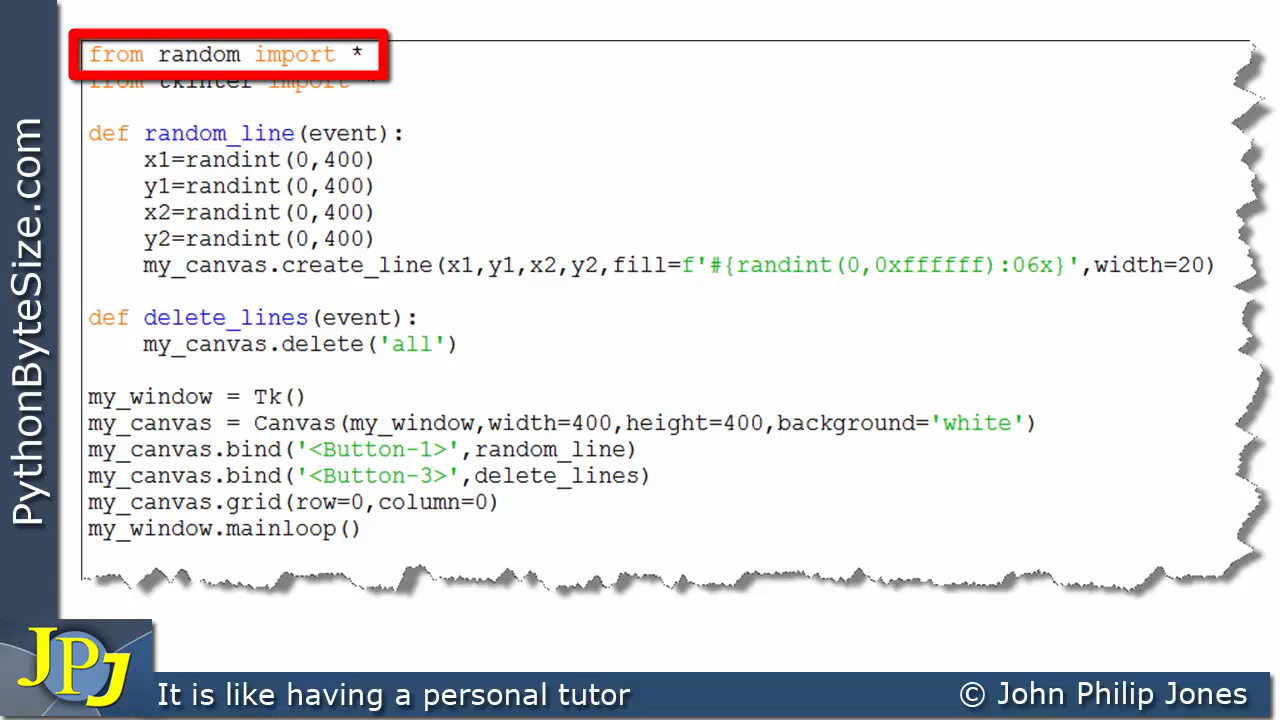 from random import *
from tkinter import *
def random_line(event):
    x1=randint(0,400)
    y1=randint(0,400)
    x2=randint(0,400)
    y2=randint(0,400)
    my_canvas.create_line(x1,y1,x2,y2,fill=f'#{randint(0,0xffffff):06x}',width=20)
def delete_lines(event):
    my_canvas.delete('all')
my_window = Tk()
my_canvas = Canvas(my_window,width=400,height=400,background='white')
my_canvas.bind('<Button-1>',random_line)
my_canvas.bind('<Button-3>',delete_lines)
my_canvas.grid(row=0,column=0)
my_window.mainloop()
PythonByteSize.com
JPJ
It is like having a personal tutor
© John Philip Jones